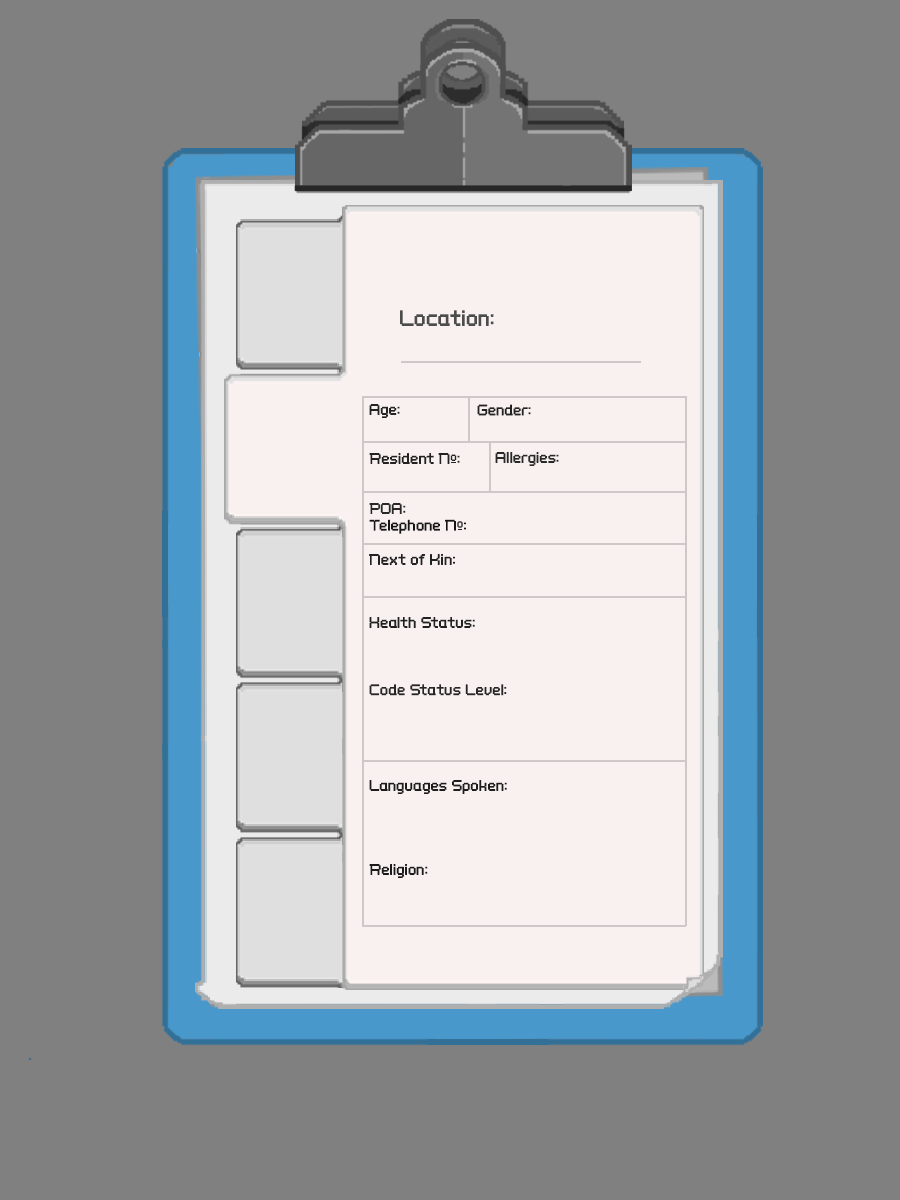 Location:
Age: Gender:
Resident Nº: Allergies:
POA:
Telephone Nº:
Next of Kin:
Health Status:
Code Status Level:
Languages Spoken:
Religion: